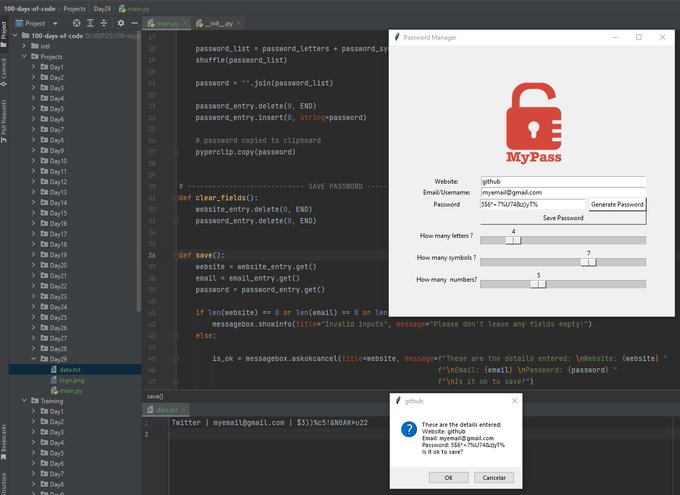 100-days-of-code
Projects
Day29
main.py
Project
main.py
__init__.py
Project
Commit
Pull Requests
Bookmarks
Structure
100-days-of-code D:\REPOS\100-days
intl
Projects
Day1
Day2
Day3
Day4
Day5
Day6
Day7
Day8
Day9
Day10
Day11
Day12
Day13
Day14
Day15
Day16
Day17
Day18
Day19
Day20
Day21
Day22
Day23
Day24
Day25
Day26
Day27
Day28
Day29
data.txt
logo.png
main.py
Training
Day1
Day2
Day3
Day4
Day5
Day6
Day7
Day8
Day9
17
18 password_list = password_letters + password_sy
19 shuffle(password_list)
20
21 password = "".join(password_list)
22
23 password_entry.delete(0, END)
24 password_entry.insert(0, string=password)
25
26 # password copied to clipboard
27 pyperclip.copy(password)
28
29
30 # ---------------------------- SAVE PASSWORD -----
31 def clear_fields():
32 website_entry.delete(0, END)
33 password_entry.delete(0, END)
34
35
36 def save():
37 website = website_entry.get()
38 email = email_entry.get()
39 password = password_entry.get()
40
41 if len(website) == 0 or len(email) == 0 or len
42 messagebox.showinfo(title="Invalid inputs", message="Please don't leave any fields empty!")
43 else:
44
45 is_ok = messagebox.askokcancel(title=website, message=f"These are the details entered: \nWebsite: {website} "
46 f"\nEmail: {email} \nPassword: {password} "
47 f"\nIs it ok to save?")
save()
data.txt
1 Twitter | myemail@gmail.com | $3))%c5!&N0AK*u22
2
Password Manager
MyPass
Website: github
Email/Username: myemail@gmail.com
Password 5$6*+7%U74&z)yT% Generate Password
Save Password
How many letters ? 4
How many symbols ? 7
How many numbers? 5
github
These are the details entered:
Website: github
Email: myemail@gmail.com
Password: 5$6*+7%U74&z)yT%
Is it ok to save?
OK Cancelar